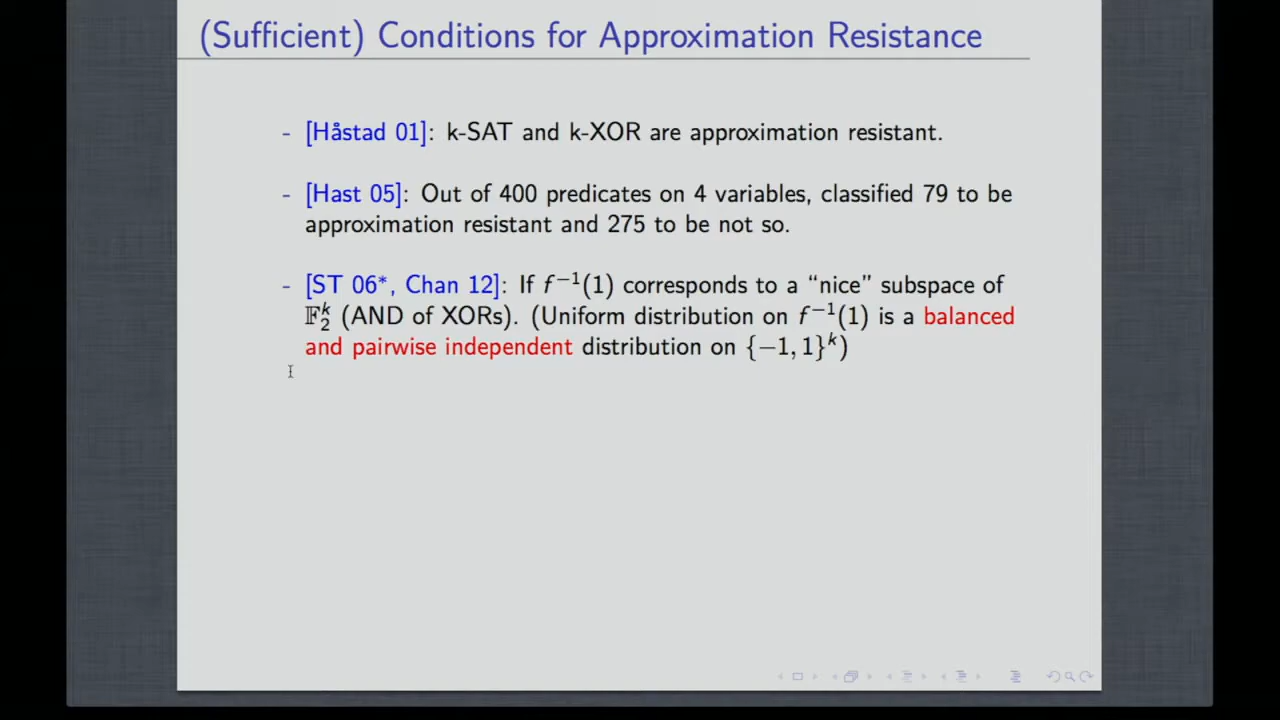 (Sufficient) Conditions for Approximation Resistance
- [Håstad 01]: k-SAT and k-XOR are approximation resistant.
- [Hast 05]: Out of 400 predicates on 4 variables, classified 79 to be
approximation resistant and 275 to be not so.
- [ST 06*, Chan 12]: If f⁻¹(1) corresponds to a “nice” subspace of
𝔽₂ᵏ (AND of XORs). (Uniform distribution on f⁻¹(1) is a balanced
and pairwise independent distribution on {−1, 1}ᵏ)